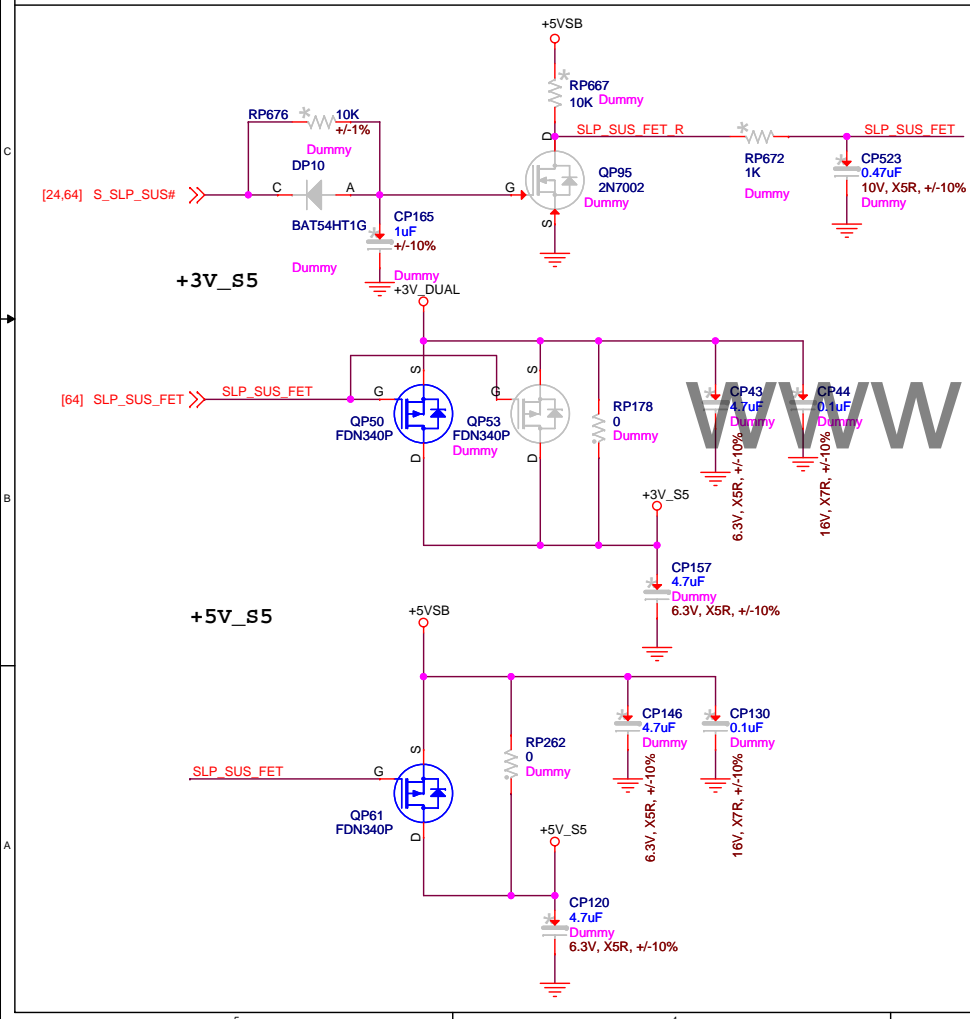 +5VSB
RP667
10K Dummy
RP676 10K
+/-1%
Dummy
SLP_SUS_FET_R
SLP_SUS_FET
D
C
DP10
RP672
1K
Dummy
CP523
0.47uF
10V, X5R, +/-10%
Dummy
[24,64] S_SLP_SUS#
C A
G
QP95
2N7002
Dummy
S
BAT54HT1G
CP165
1uF
+/-10%
Dummy
Dummy
+3V_S5
+3V_DUAL
[64] SLP_SUS_FET
SLP_SUS_FET
S
S
G
G
QP50
FDN340P
QP53
FDN340P
Dummy
D
D
RP178
0
Dummy
CP43
4.7uF
6.3V, X5R, +/-10%
CP44
0.1uF
16V, X7R, +/-10%
WWW
B
+3V_S5
CP157
4.7uF
Dummy
6.3V, X5R, +/-10%
+5V_S5
+5VSB
SLP_SUS_FET
S
G
QP61
FDN340P
D
RP262
0
Dummy
CP146
4.7uF
Dummy
6.3V, X5R, +/-10%
CP130
0.1uF
Dummy
16V, X7R, +/-10%
A
+5V_S5
CP120
4.7uF
Dummy
6.3V, X5R, +/-10%